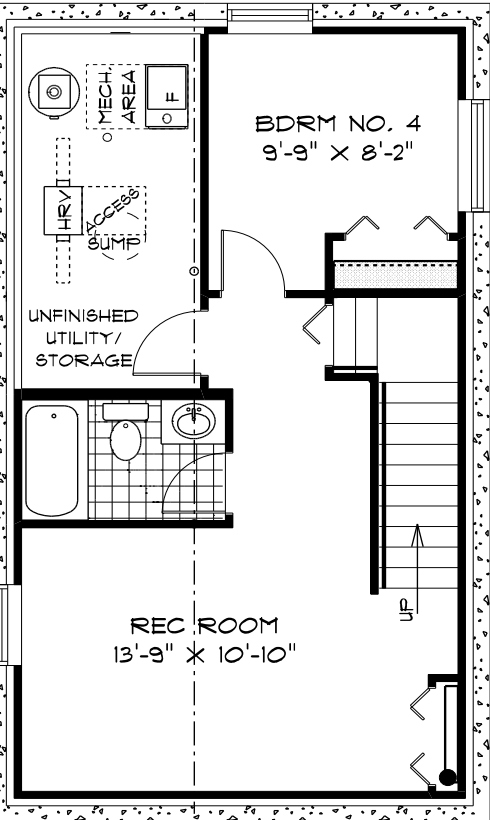 MECH.
AREA
F
BDRM NO. 4
9'-9" X 8'-2"
HRV
ACCESS
SUMP
UNFINISHED
UTILITY/
STORAGE
UP
REC ROOM
13'-9" X 10'-10"